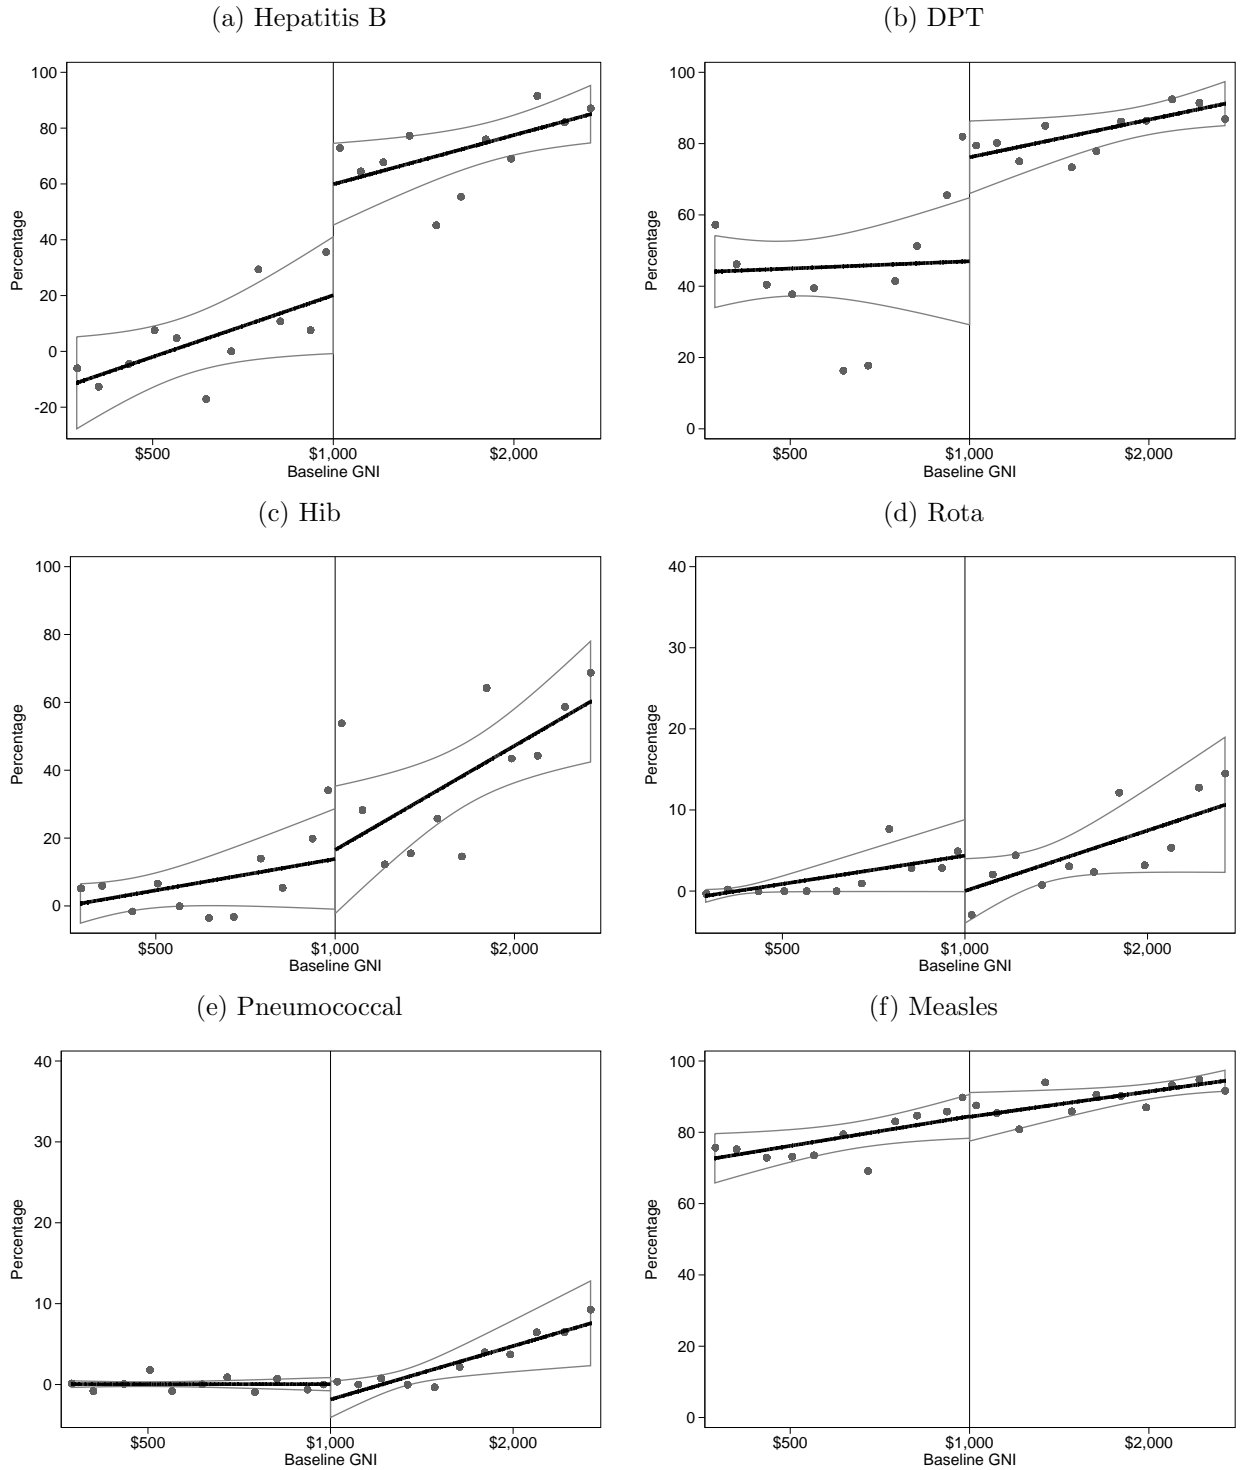 (a) Hepatitis B
100
80
60
40
20
0
-20
Percentage
$500
$1,000
$2,000
Baseline GNI
(b) DPT
100
80
60
40
20
0
Percentage
$500
$1,000
$2,000
Baseline GNI
(c) Hib
100
80
60
40
20
0
Percentage
$500
$1,000
$2,000
Baseline GNI
(d) Rota
40
30
20
10
0
Percentage
$500
$1,000
$2,000
Baseline GNI
(e) Pneumococcal
40
30
20
10
0
Percentage
$500
$1,000
$2,000
Baseline GNI
(f) Measles
100
80
60
40
20
0
Percentage
$500
$1,000
$2,000
Baseline GNI